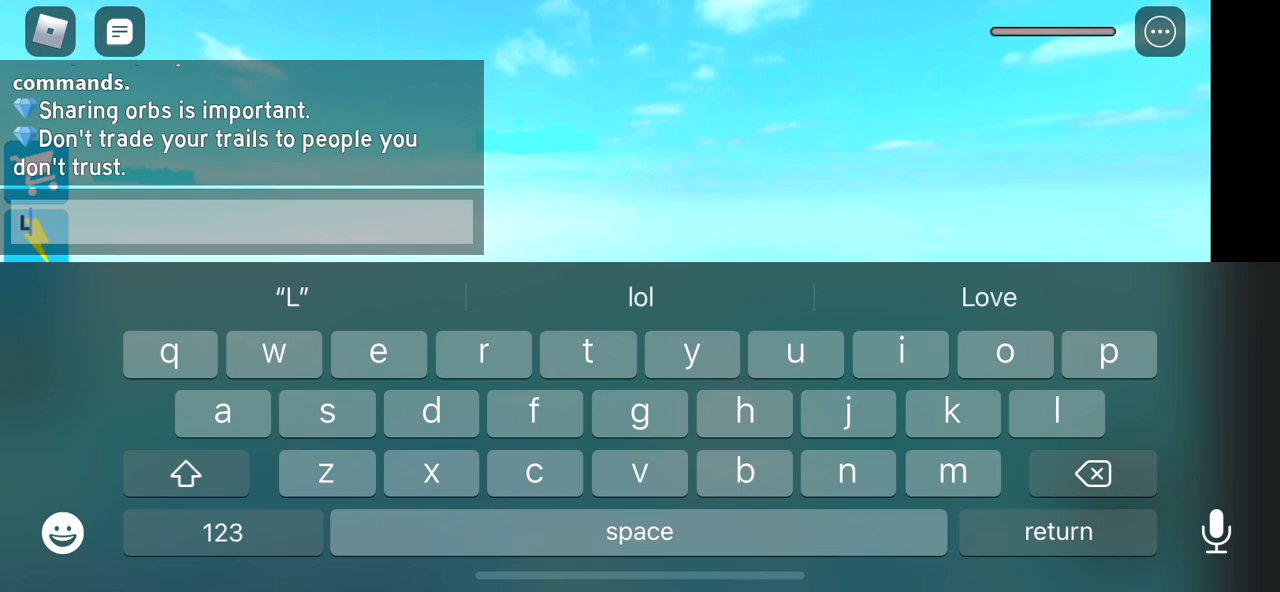 commands.
💎Sharing orbs is important.
💎Don't trade your trails to people you
don't trust.
L
“L” lol Love
q w e r t y u i o p
a s d f g h j k l
z x c v b n m
123 space return